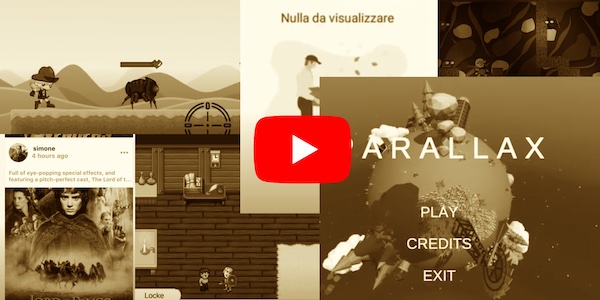 Nulla da visualizzare
simone
4 hours ago
Full of eye-popping special effects, and
featuring a pitch-perfect cast, The Lord of t...
Locke
PARALLAX
PLAY
CREDITS
EXIT